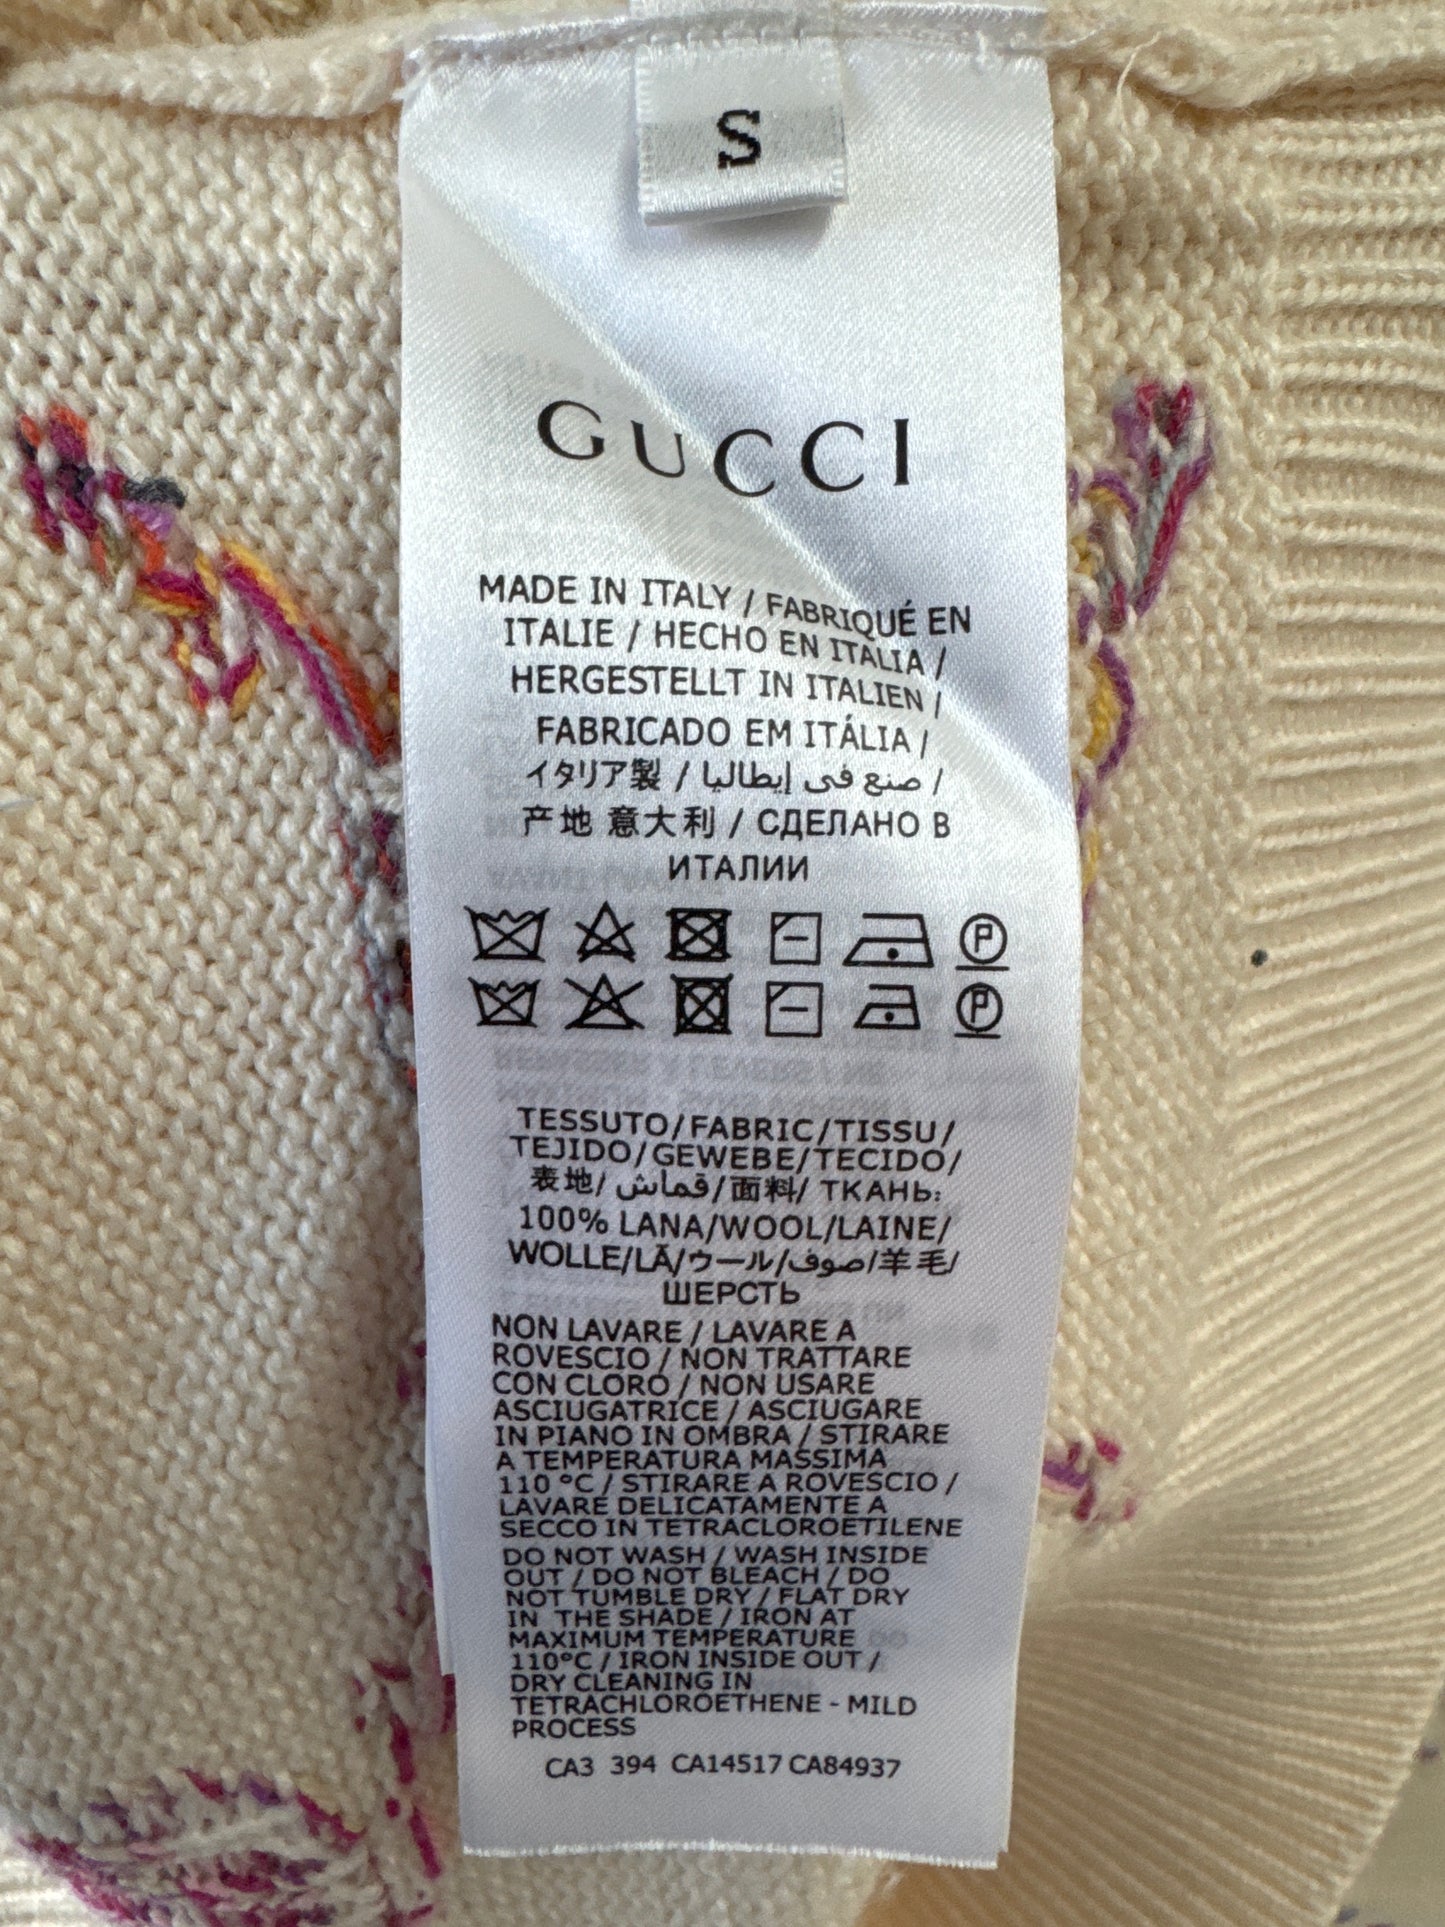 S
GUCCI
MADE IN ITALY / FABRIQUÉ EN
ITALIE / HECHO EN ITALIA /
HERGESTELLT IN ITALIEN /
FABRICADO EM ITÁLIA /
イタリア製 / صنع في إيطاليا /
产地 意大利 / СДЕЛАНО В
ИТАЛИИ
P
P
TESSUTO/FABRIC/TISSU/
TEJIDO/GEWEBE/TECIDO/
表地/ قماش/面料/ ТКАНЬ:
100% LANA/WOOL/LAINE/
WOLLE/LÃ/ウール/صوف/羊毛/
ШЕРСТЬ
NON LAVARE / LAVARE A
ROVESCIO / NON TRATTARE
CON CLORO / NON USARE
ASCIUGATRICE / ASCIUGARE
IN PIANO IN OMBRA / STIRARE
A TEMPERATURA MASSIMA
110 °C / STIRARE A ROVESCIO /
LAVARE DELICATAMENTE A
SECCO IN TETRACLOROETILENE
DO NOT WASH / WASH INSIDE
OUT / DO NOT BLEACH / DO
NOT TUMBLE DRY / FLAT DRY
IN THE SHADE / IRON AT
MAXIMUM TEMPERATURE
110°C / IRON INSIDE OUT /
DRY CLEANING IN
TETRACHLOROETHENE - MILD
PROCESS
CA3 394 CA14517 CA84937